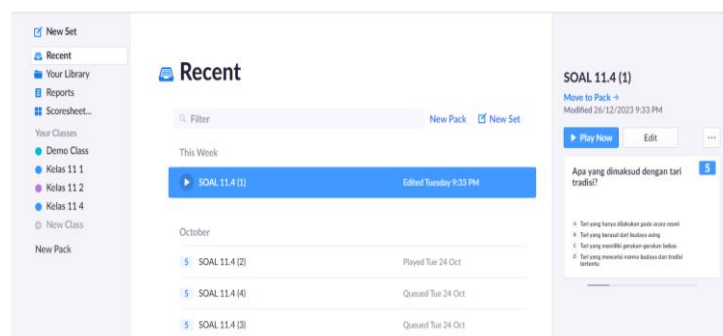 New Set
Recent
Your Library
Reports
Scoresheet...
Your Classes
Demo Class
Kelas 11 1
Kelas 11 2
Kelas 11 4
New Class
New Pack
Recent
Filter
New Pack
New Set
This Week
SOAL 11.4 (1)
Edited Tuesday 9:33 PM
October
5 SOAL 11.4 (2)
Played Tue 24 Oct
5 SOAL 11.4 (4)
Queued Tue 24 Oct
5 SOAL 11.4 (3)
Queued Tue 24 Oct
SOAL 11.4 (1)
Move to Pack →
Modified 26/12/2023 9:33 PM
Play Now
Edit
...
Apa yang dimaksud dengan tari
tradisi?
5
A Tari yang hanya dilakukan pada acara resmi
B Tari yang berasal dari budaya asing
C Tari yang memiliki gerakan-gerakan bebas
D Tari yang mewarisi norma budaya dan tradisi
tertentu